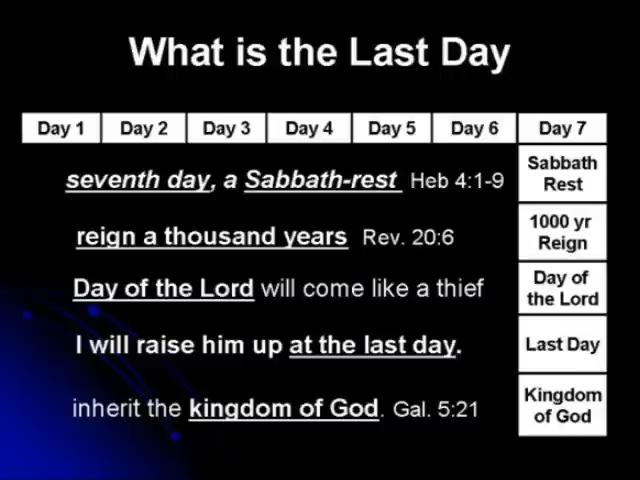 What is the Last Day
Day 1 Day 2 Day 3 Day 4 Day 5 Day 6 Day 7
seventh day, a Sabbath-rest Heb 4:1-9
Sabbath
Rest
reign a thousand years Rev. 20:6
1000 yr
Reign
Day of the Lord will come like a thief
Day of
the Lord
I will raise him up at the last day.
Last Day
inherit the kingdom of God. Gal. 5:21
Kingdom
of God